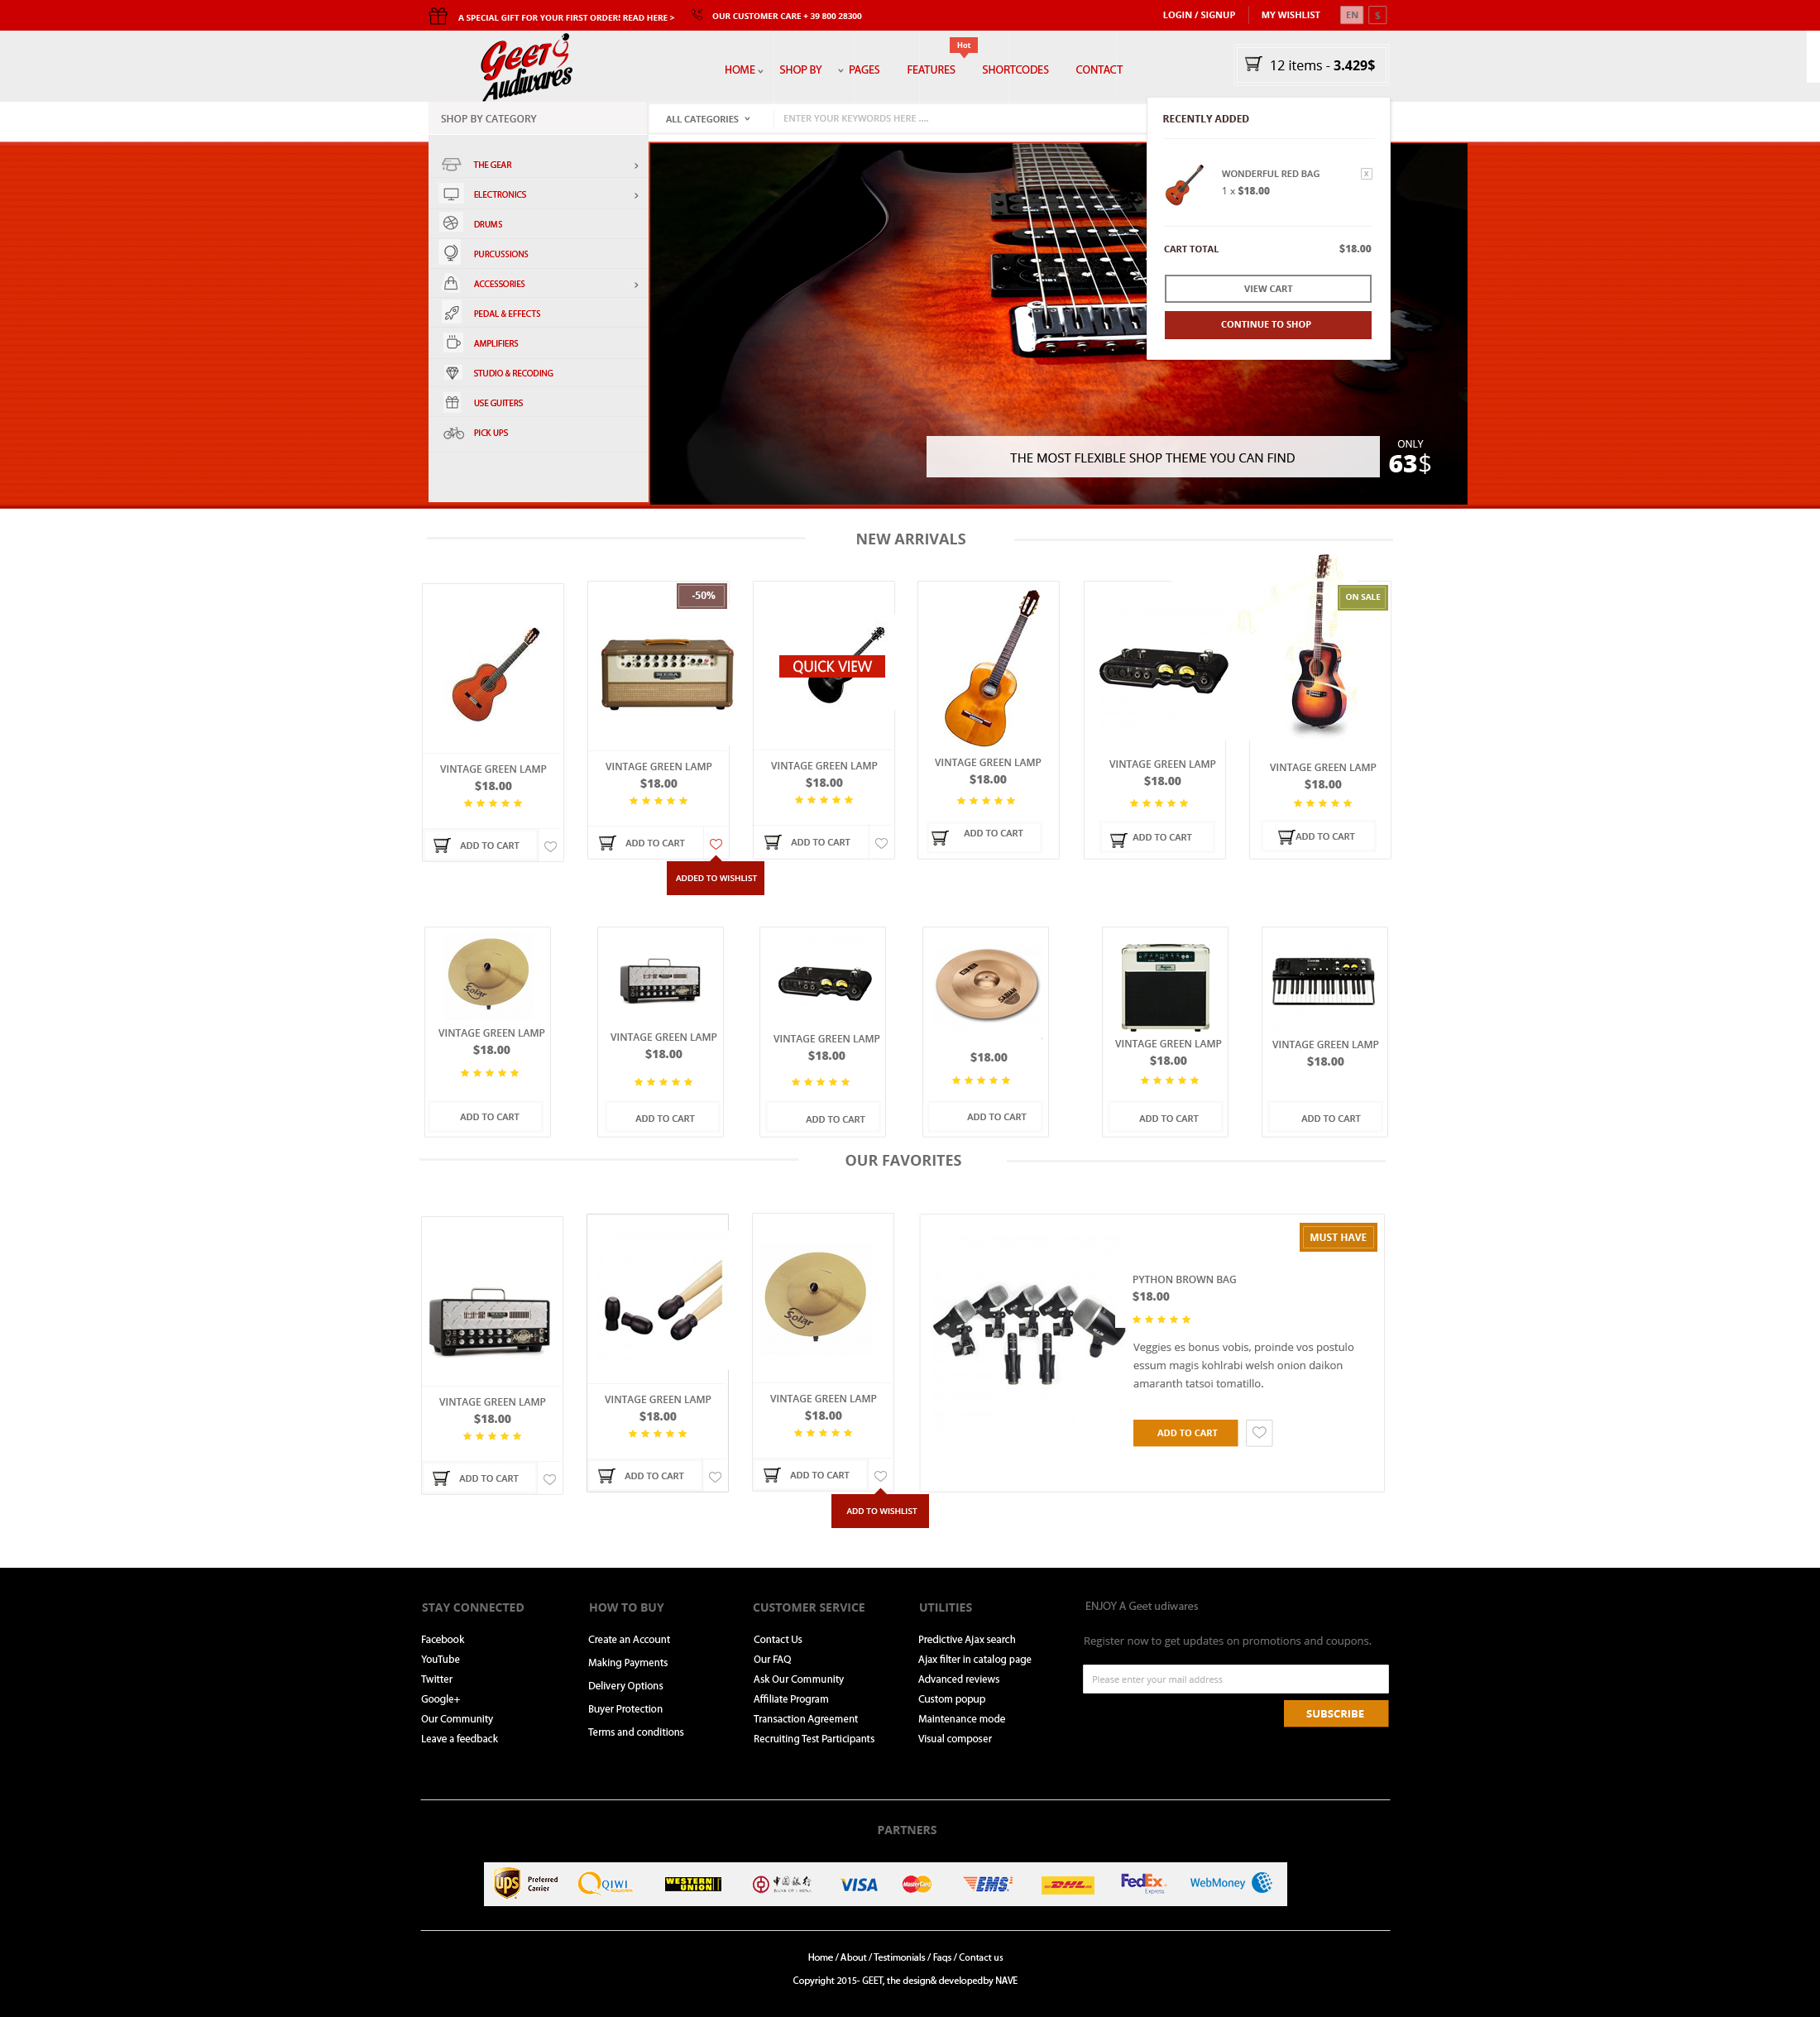 A SPECIAL GIFT FOR YOUR FIRST ORDER! READ HERE >
OUR CUSTOMER CARE + 39 800 28300
LOGIN / SIGNUP
MY WISHLIST
EN
$
Geet
Audiwares
HOME
SHOP BY
PAGES
FEATURES
Hot
SHORTCODES
CONTACT
12 items - 3.429$
SHOP BY CATEGORY
ALL CATEGORIES
ENTER YOUR KEYWORDS HERE ....
RECENTLY ADDED
WONDERFUL RED BAG
x
1 x $18.00
CART TOTAL
$18.00
VIEW CART
CONTINUE TO SHOP
THE GEAR
ELECTRONICS
DRUMS
PURCUSSIONS
ACCESSORIES
PEDAL & EFFECTS
AMPLIFIERS
STUDIO & RECODING
USE GUITERS
PICK UPS
THE MOST FLEXIBLE SHOP THEME YOU CAN FIND
ONLY
63$
NEW ARRIVALS
VINTAGE GREEN LAMP
$18.00
ADD TO CART
-50%
VINTAGE GREEN LAMP
$18.00
ADD TO CART
ADDED TO WISHLIST
QUICK VIEW
VINTAGE GREEN LAMP
$18.00
ADD TO CART
VINTAGE GREEN LAMP
$18.00
ADD TO CART
VINTAGE GREEN LAMP
$18.00
ADD TO CART
ON SALE
VINTAGE GREEN LAMP
$18.00
ADD TO CART
Solar
VINTAGE GREEN LAMP
$18.00
ADD TO CART
VINTAGE GREEN LAMP
$18.00
ADD TO CART
VINTAGE GREEN LAMP
$18.00
ADD TO CART
SABIAN
$18.00
ADD TO CART
VINTAGE GREEN LAMP
$18.00
ADD TO CART
VINTAGE GREEN LAMP
$18.00
ADD TO CART
OUR FAVORITES
VINTAGE GREEN LAMP
$18.00
ADD TO CART
VINTAGE GREEN LAMP
$18.00
ADD TO CART
Solar
VINTAGE GREEN LAMP
$18.00
ADD TO CART
ADD TO WISHLIST
MUST HAVE
PYTHON BROWN BAG
$18.00
Veggies es bonus vobis, proinde vos postulo
essum magis kohlrabi welsh onion daikon
amaranth tatsoi tomatillo.
ADD TO CART
STAY CONNECTED
Facebook
YouTube
Twitter
Google+
Our Community
Leave a feedback
HOW TO BUY
Create an Account
Making Payments
Delivery Options
Buyer Protection
Terms and conditions
CUSTOMER SERVICE
Contact Us
Our FAQ
Ask Our Community
Affiliate Program
Transaction Agreement
Recruiting Test Participants
UTILITIES
Predictive Ajax search
Ajax filter in catalog page
Advanced reviews
Custom popup
Maintenance mode
Visual composer
ENJOY A Geet udiwares
Register now to get updates on promotions and coupons.
Please enter your mail address
SUBSCRIBE
PARTNERS
ups Preferred
Carrier
QIWI
WESTERN
UNION
中国银行
BANK OF CHINA
VISA
MasterCard
EMS
DHL
FedEx
Express
WebMoney
Home / About / Testimonials / Faqs / Contact us
Copyright 2015- GEET, the design& developedby NAVE